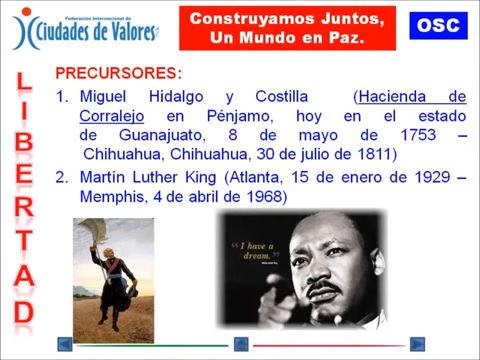 Federación Internacional de
Ciudades de Valores
Construyamos Juntos,
Un Mundo en Paz.
OSC
LIBERTAD
PRECURSORES:
1. Miguel Hidalgo y Costilla (Hacienda de
Corralejo en Pénjamo, hoy en el estado
de Guanajuato, 8 de mayo de 1753 –
Chihuahua, Chihuahua, 30 de julio de 1811)
2. Martín Luther King (Atlanta, 15 de enero de 1929 –
Memphis, 4 de abril de 1968)
“ I have a
dream. ”